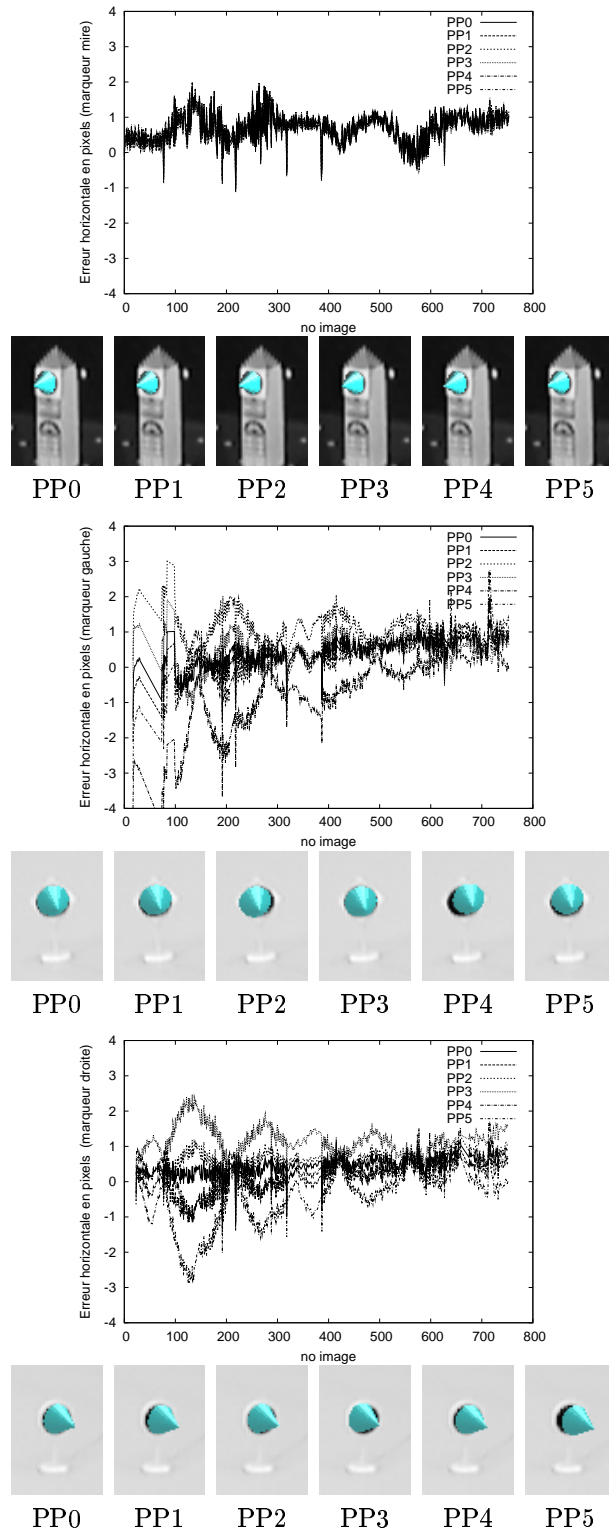 Erreur horizontale en pixels (marqueur mire)
4
3
2
1
0
-1
-2
-3
-4
PP0
PP1
PP2
PP3
PP4
PP5
0 100 200 300 400 500 600 700 800
no image
PP0 PP1 PP2 PP3 PP4 PP5
Erreur horizontale en pixels (marqueur gauche)
4
3
2
1
0
-1
-2
-3
-4
PP0
PP1
PP2
PP3
PP4
PP5
0 100 200 300 400 500 600 700 800
no image
PP0 PP1 PP2 PP3 PP4 PP5
Erreur horizontale en pixels (marqueur droite)
4
3
2
1
0
-1
-2
-3
-4
PP0
PP1
PP2
PP3
PP4
PP5
0 100 200 300 400 500 600 700 800
no image
PP0 PP1 PP2 PP3 PP4 PP5